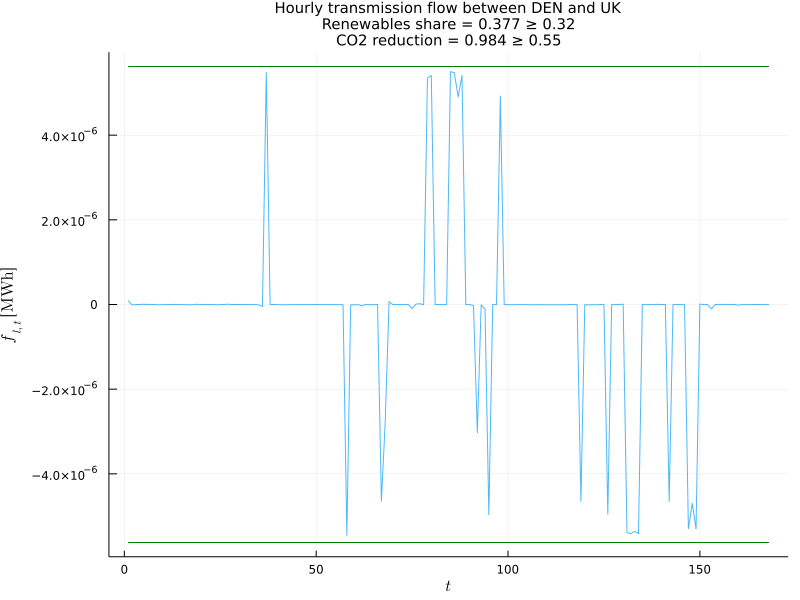 Hourly transmission flow between DEN and UK
Renewables share = 0.377 ≥ 0.32
CO2 reduction = 0.984 ≥ 0.55
4.0×10⁻⁶
2.0×10⁻⁶
0
−2.0×10⁻⁶
−4.0×10⁻⁶
f_{l,t} [MWh]
0 50 100 150
t